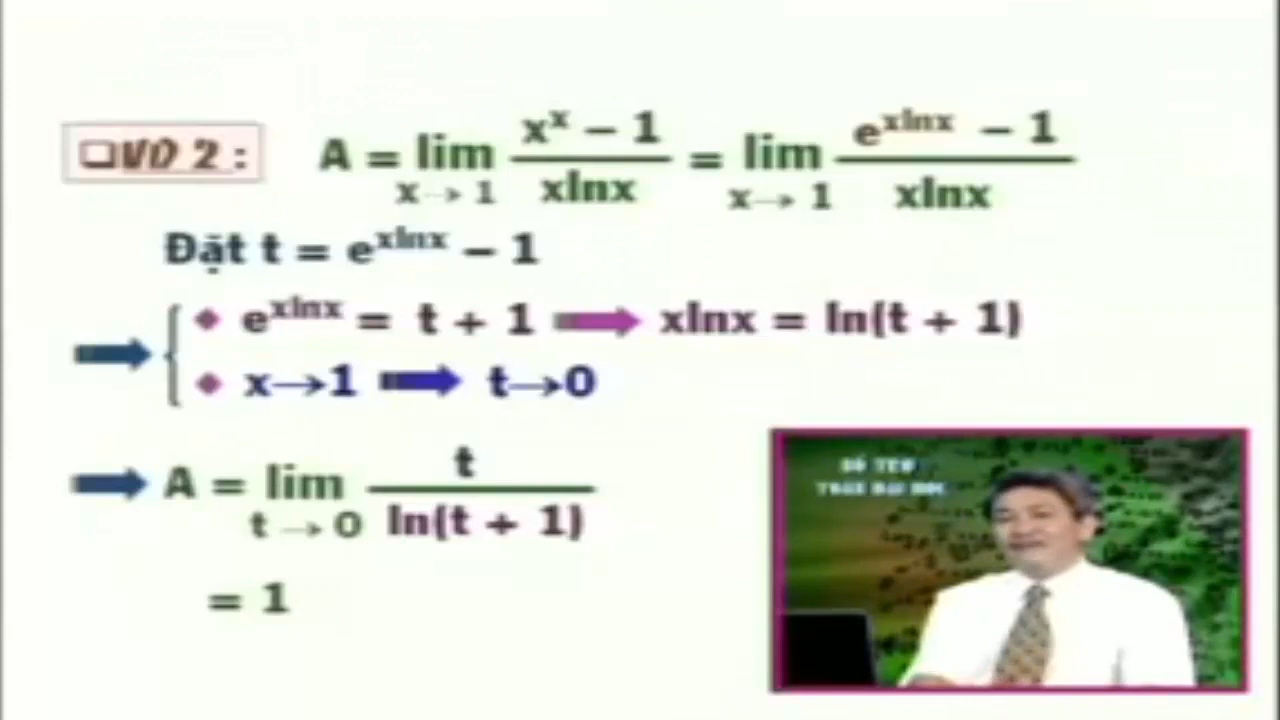 ❑VD 2 : A = lim x→1 (x^x − 1)/(xlnx) = lim x→1 (e^xlnx − 1)/(xlnx)
Đặt t = e^xlnx − 1
e^xlnx = t + 1 ➡ xlnx = ln(t + 1)
x→1 ➡ t→0
➡ A = lim t→0 t/ln(t + 1)
= 1